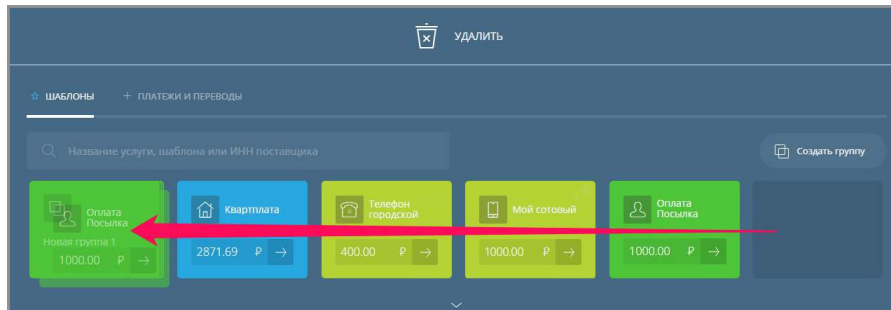 УДАЛИТЬ
ШАБЛОНЫ + ПЛАТЕЖИ И ПЕРЕВОДЫ
Название услуги, шаблона или ИНН поставщика
Создать группу
Оплата
Посылка
Новая группа 1
1000.00 ₽ →
Квартплата
2871.69 ₽ →
Телефон
городской
400.00 ₽ →
Мой сотовый
1000.00 ₽ →
Оплата
Посылка
1000.00 ₽ →